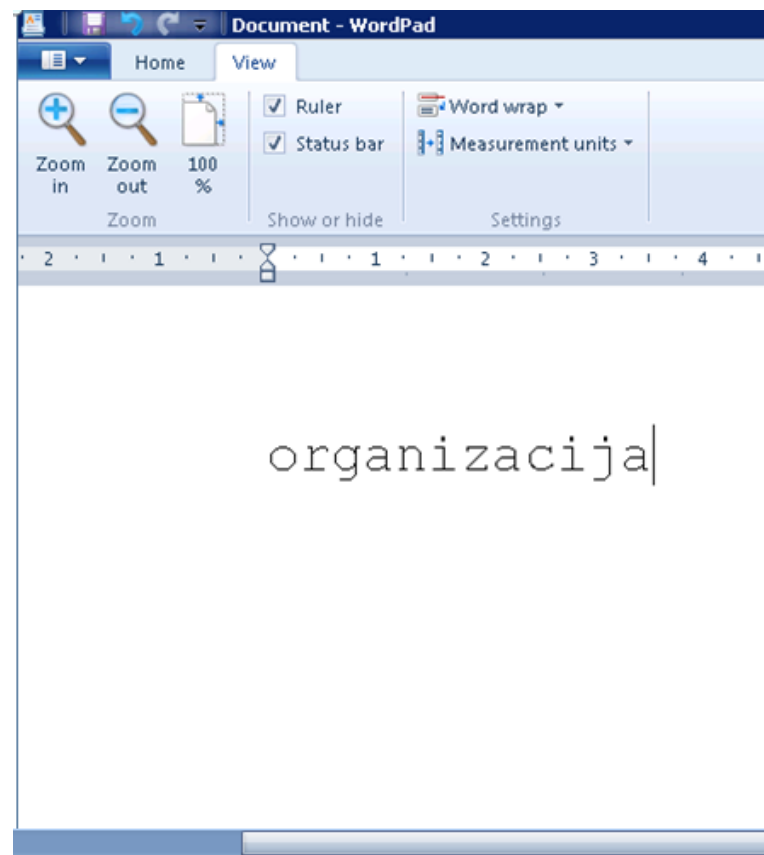 Document - WordPad
Home View
Zoom in
Zoom out
100 %
Ruler
Status bar
Word wrap
Measurement units
Zoom
Show or hide
Settings
2 1 1 2 3 4
organizacija